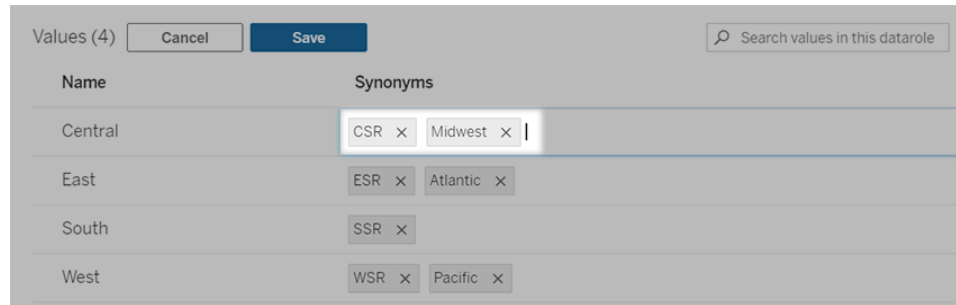 Values (4) Cancel Save Search values in this datarole
Name Synonyms
Central CSR × Midwest ×
East ESR × Atlantic ×
South SSR ×
West WSR × Pacific ×